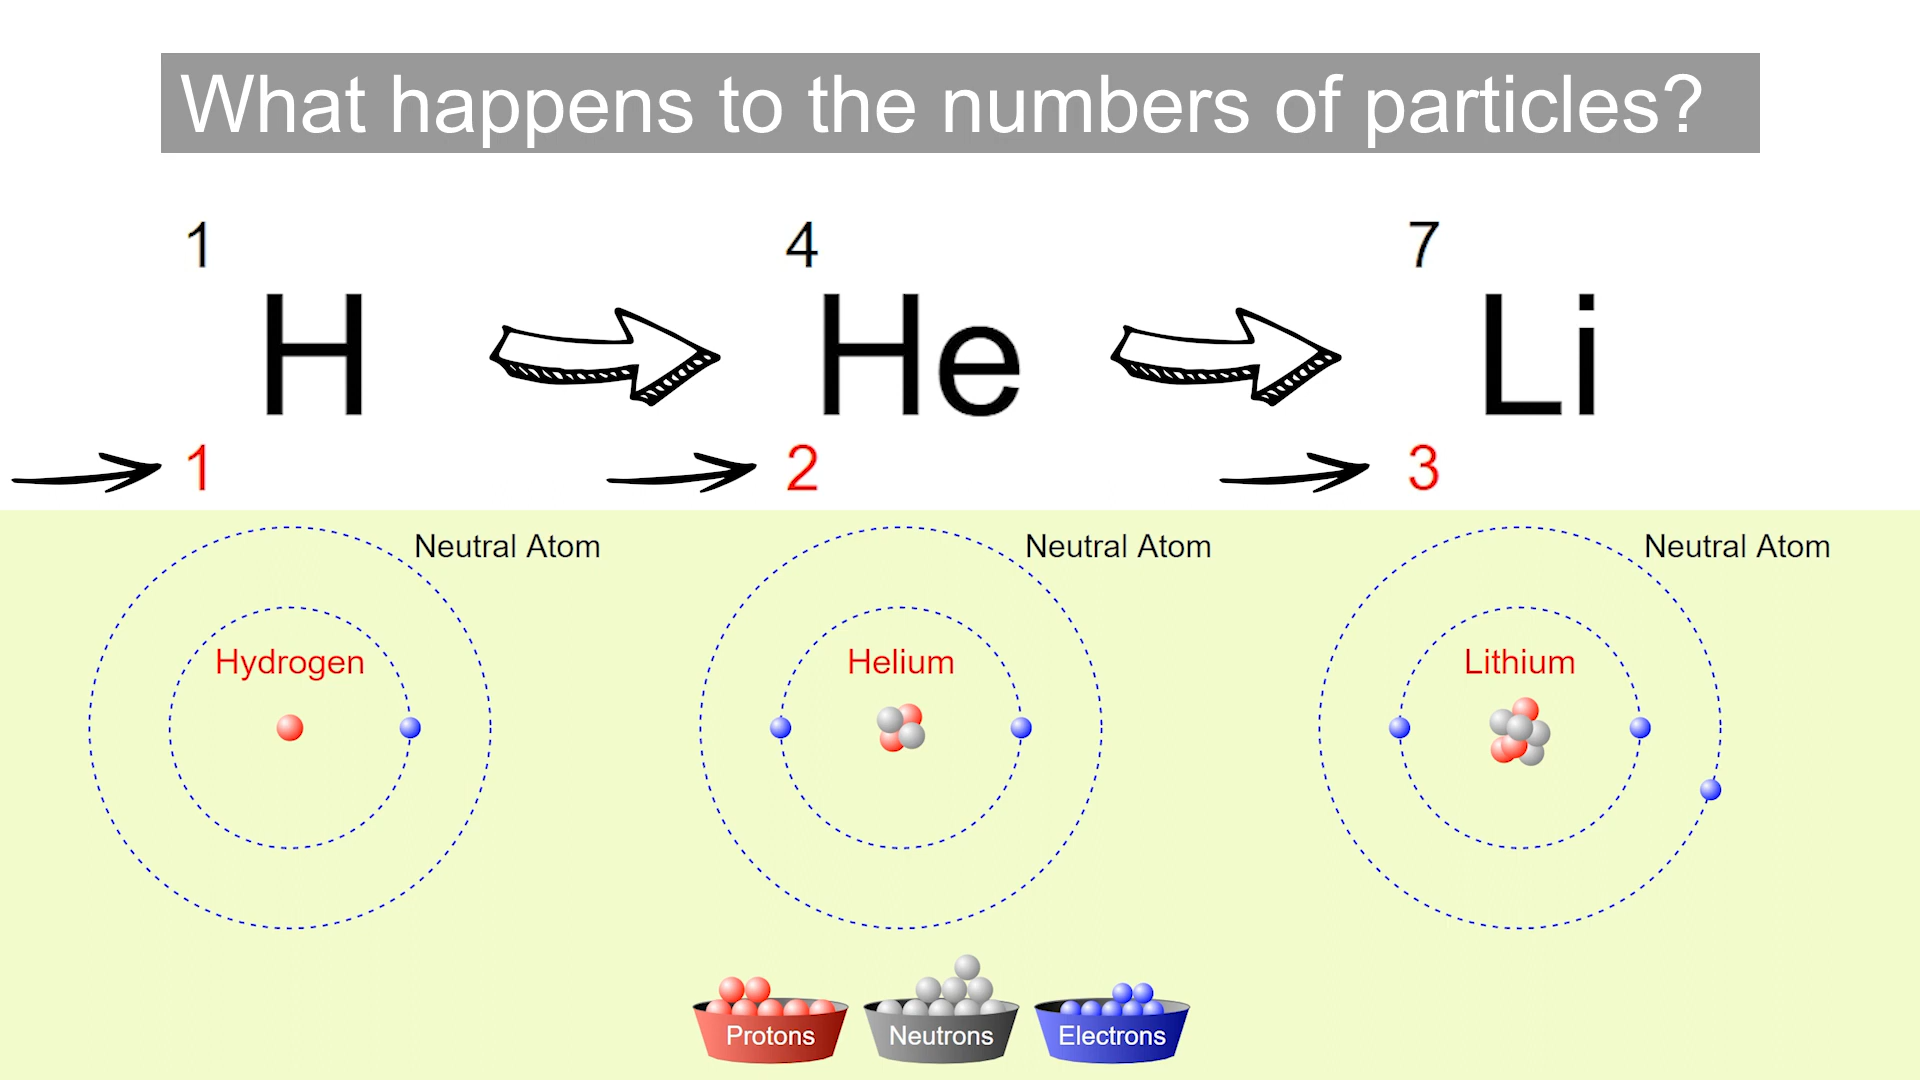 What happens to the numbers of particles?
1 4 7
H He Li
1 2 3
Neutral Atom Neutral Atom Neutral Atom
Hydrogen Helium Lithium
Protons Neutrons Electrons